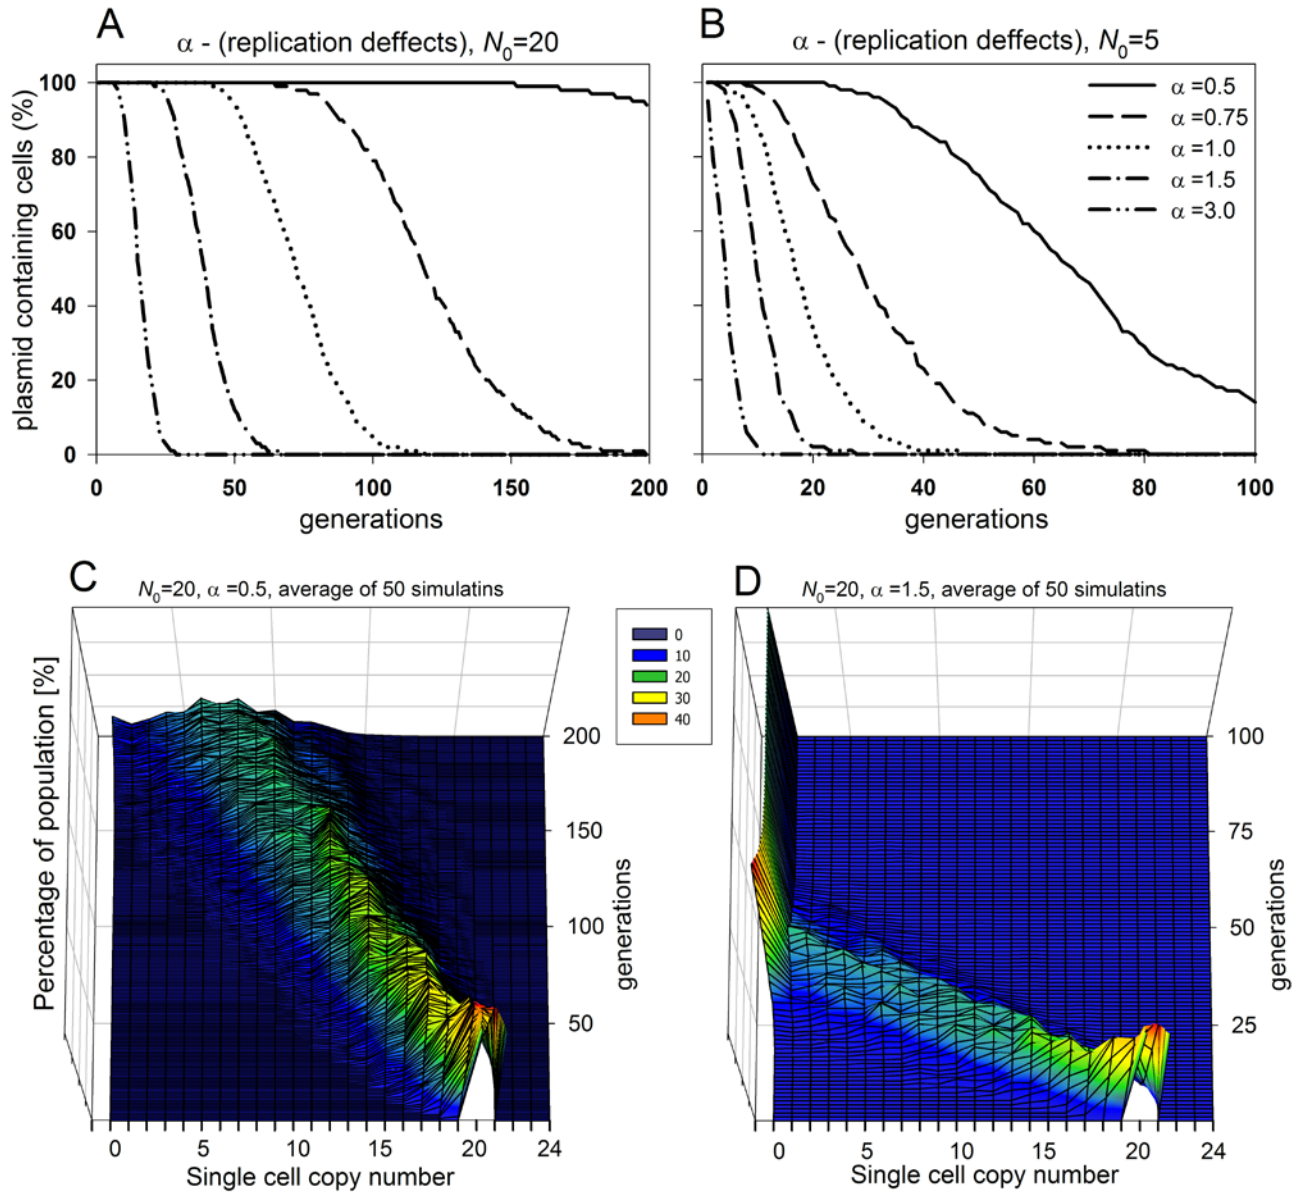 A
α - (replication deffects), N0=20
plasmid containing cells (%)
100
80
60
40
20
0
0 50 100 150 200
generations
B
α - (replication deffects), N0=5
α =0.5
α =0.75
α =1.0
α =1.5
α =3.0
0 20 40 60 80 100
generations
C
N0=20, α =0.5, average of 50 simulatins
Percentage of population [%]
200
150
100
50
generations
0 5 10 15 20 24
Single cell copy number
0
10
20
30
40
D
N0=20, α =1.5, average of 50 simulatins
100
75
50
25
generations
0 5 10 15 20 24
Single cell copy number